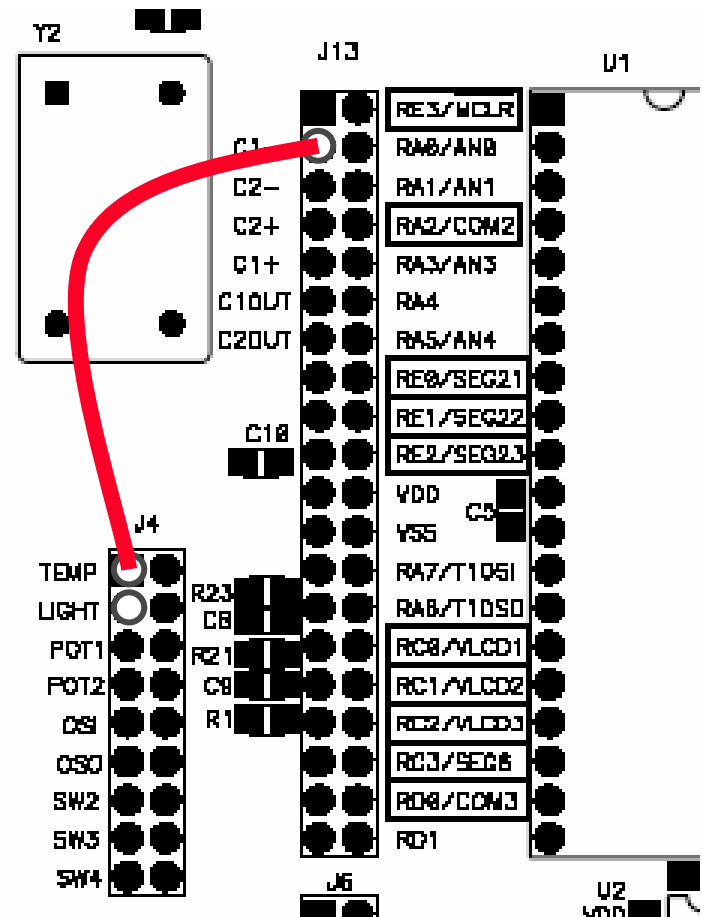 Y2
J13
U1
RE3/MCLR
RA0/AN0
C2-
RA1/AN1
C2+
RA2/COM2
C1+
RA3/AN3
C1OUT
RA4
C2OUT
RA5/AN4
RE0/SEG21
RE1/SEG22
C10
RE2/SEG23
VDD
C5
VSS
J4
TEMP
RA7/T1OSI
R23
LIGHT
RA6/T1OSO
C8
POT1
RC0/VLCD1
R21
POT2
C9
RC1/VLCD2
R1
OSI
RC2/VLCD3
OSO
RC3/SEG6
SW2
RD0/COM3
SW3
RD1
SW4
J6
U2
VDD